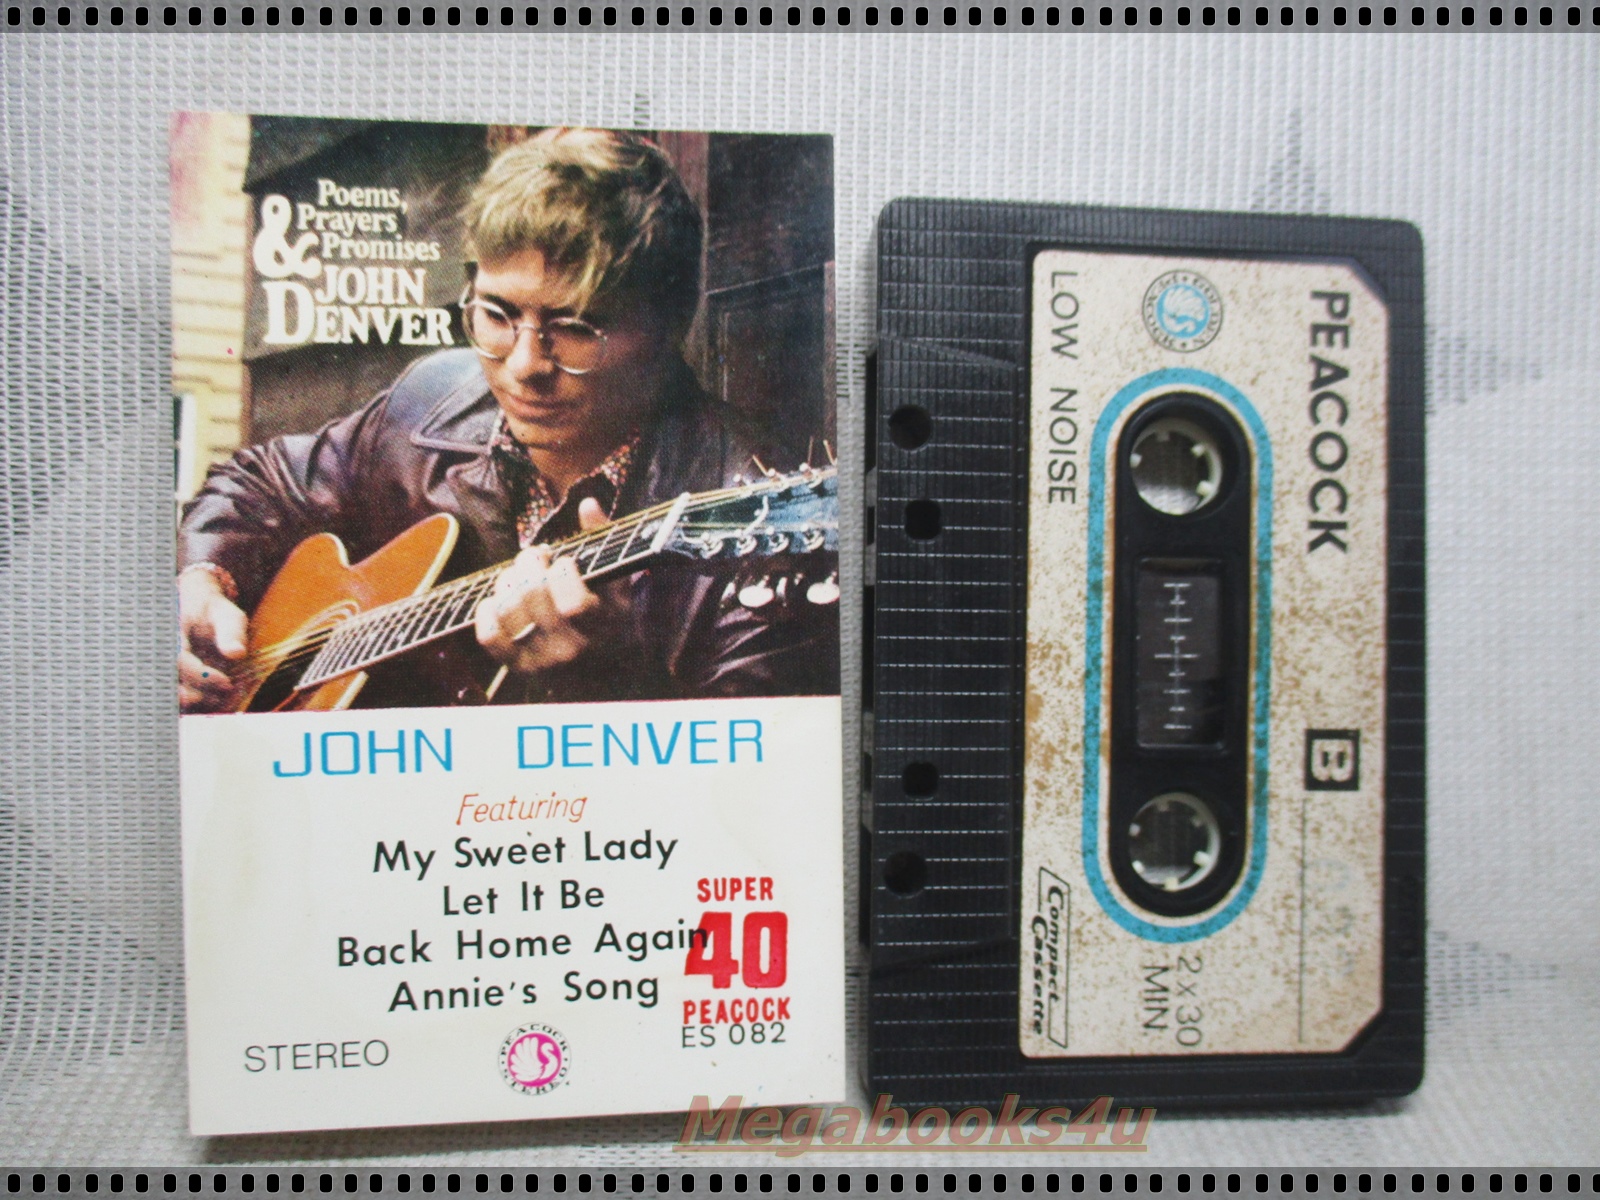 Poems,
Prayers
& Promises
JOHN
DENVER
JOHN DENVER
Featuring
My Sweet Lady
Let It Be
Back Home Again
Annie's Song
SUPER
40
PEACOCK
ES 082
STEREO
PEACOCK
STEREO
PEACOCK
B
LOW NOISE
2 x 30
MIN.
Compact
Cassette
Megabooks4u